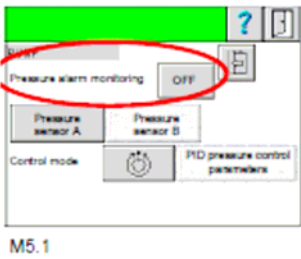 ?
Pressure alarm monitoring OFF
Pressure sensor A
Pressure sensor B
Control mode
PID pressure control parameters
M5.1